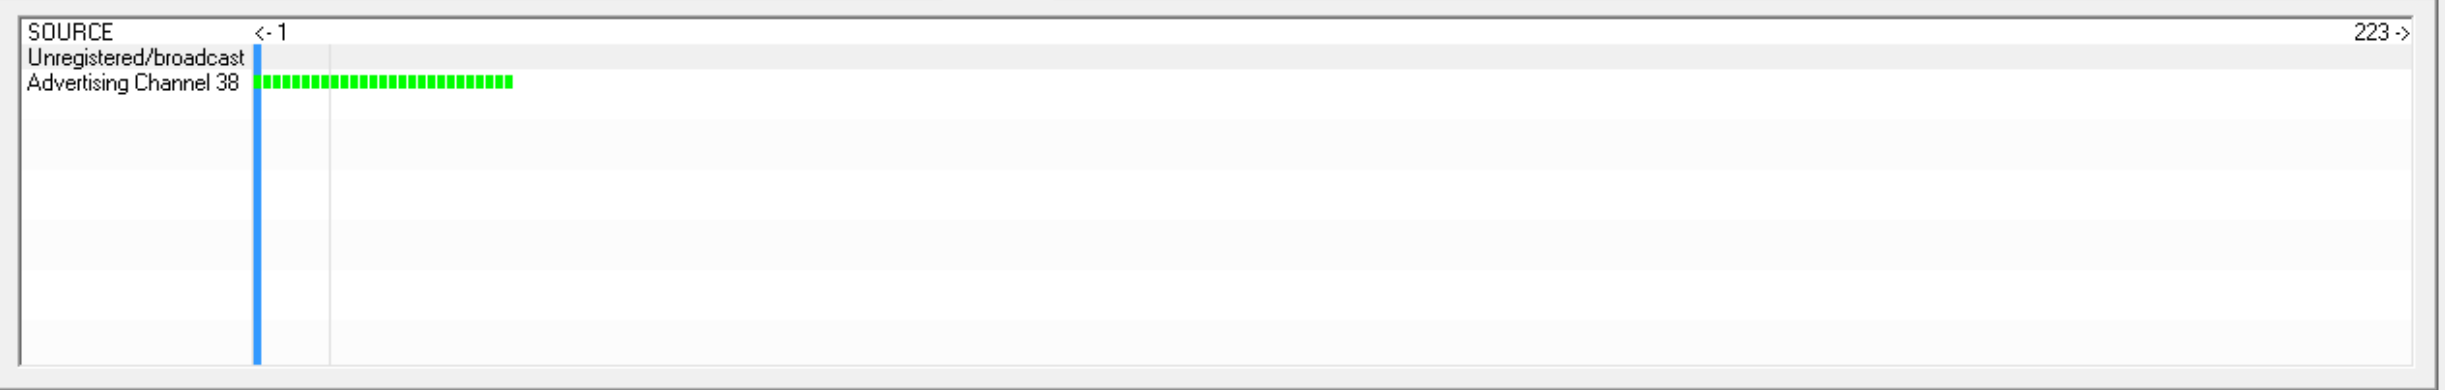 SOURCE <- 1 223 ->
Unregistered/broadcast
Advertising Channel 38